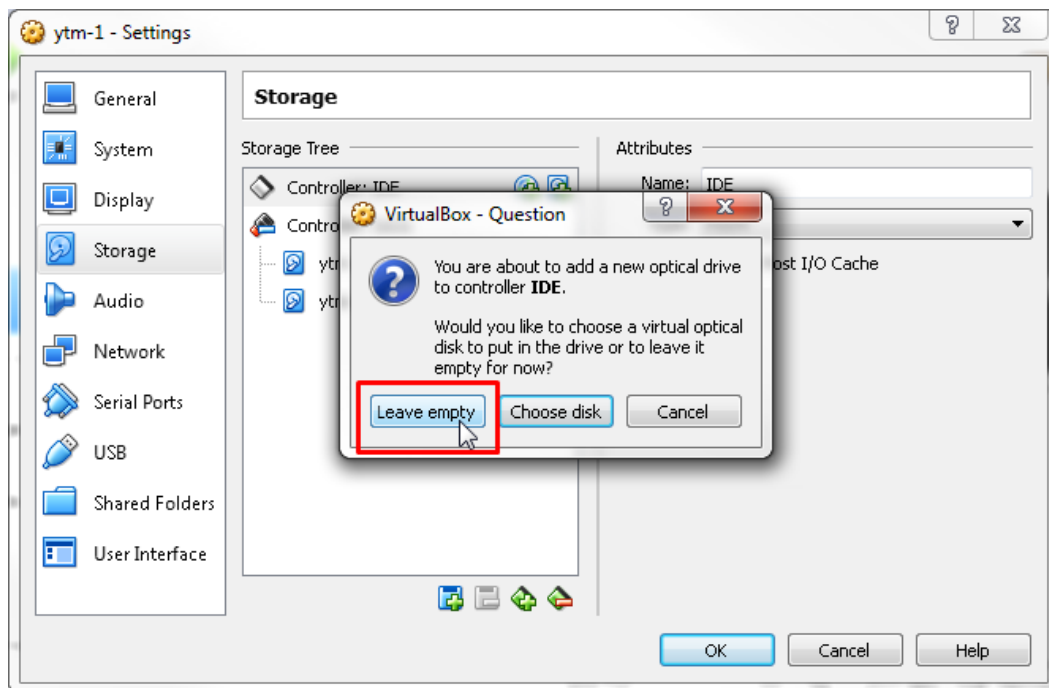 ytm-1 - Settings
General
System
Display
Storage
Audio
Network
Serial Ports
USB
Shared Folders
User Interface
Storage
Storage Tree
Controller: IDE
Attributes
Name: IDE
ost I/O Cache
VirtualBox - Question
You are about to add a new optical drive
to controller IDE.
Would you like to choose a virtual optical
disk to put in the drive or to leave it
empty for now?
Leave empty
Choose disk
Cancel
OK
Cancel
Help